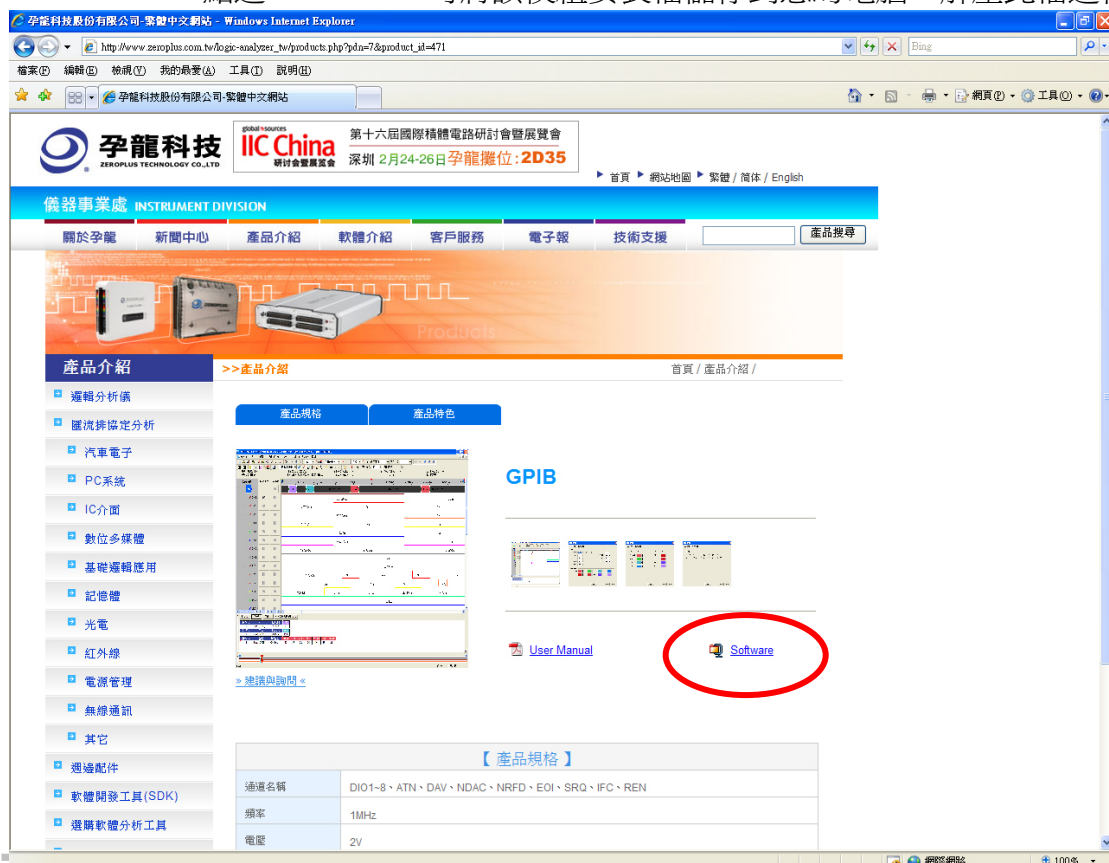 孕龍科技股份有限公司-繁體中文網站 - Windows Internet Explorer
http://www.zeroplus.com.tw/logic-analyzer_tw/products.php?pdn=7&product_id=471
Bing
檔案(F) 編輯(E) 檢視(V) 我的最愛(A) 工具(T) 說明(H)
孕龍科技股份有限公司-繁體中文網站
網頁(P) 工具(O)
孕龍科技
ZEROPLUS TECHNOLOGY CO.,LTD
global sources
IIC China
研讨会暨展览会
第十六屆國際積體電路研討會暨展覽會
深圳 2月24-26日孕龍攤位:2D35
首頁 網站地圖 繁體 / 简体 / English
儀器事業處 INSTRUMENT DIVISION
關於孕龍 新聞中心 產品介紹 軟體介紹 客戶服務 電子報 技術支援 產品搜尋
Products
產品介紹
>>產品介紹
首頁 / 產品介紹 /
邏輯分析儀
匯流排協定分析
汽車電子
PC系統
IC介面
數位多媒體
基礎邏輯應用
記憶體
光電
紅外線
電源管理
無線通訊
其它
週邊配件
軟體開發工具(SDK)
選購軟體分析工具
產品規格 產品特色
GPIB
User Manual
Software
» 建議與詢問 «
【 產品規格 】
通道名稱 DIO1~8、ATN、DAV、NDAC、NRFD、EOI、SRQ、IFC、REN
頻率 1MHz
電壓 2V
網際網路 100%